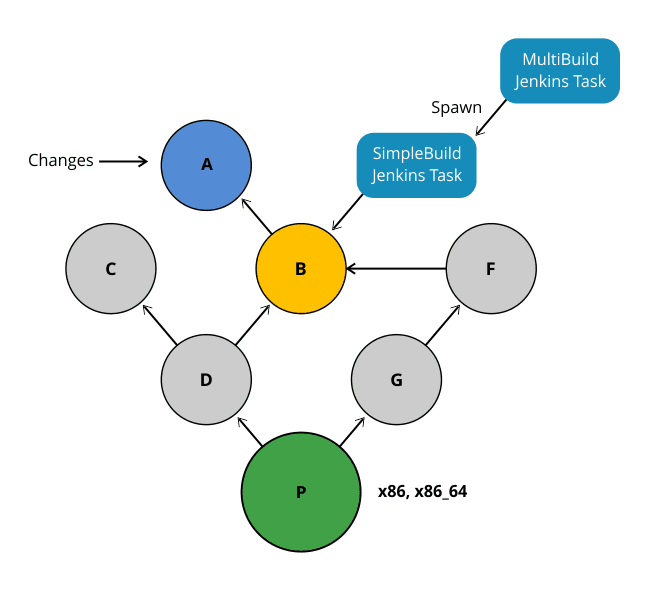 MultiBuild
Jenkins Task
Spawn
SimpleBuild
Jenkins Task
Changes
A
C
B
F
D
G
P
x86, x86_64